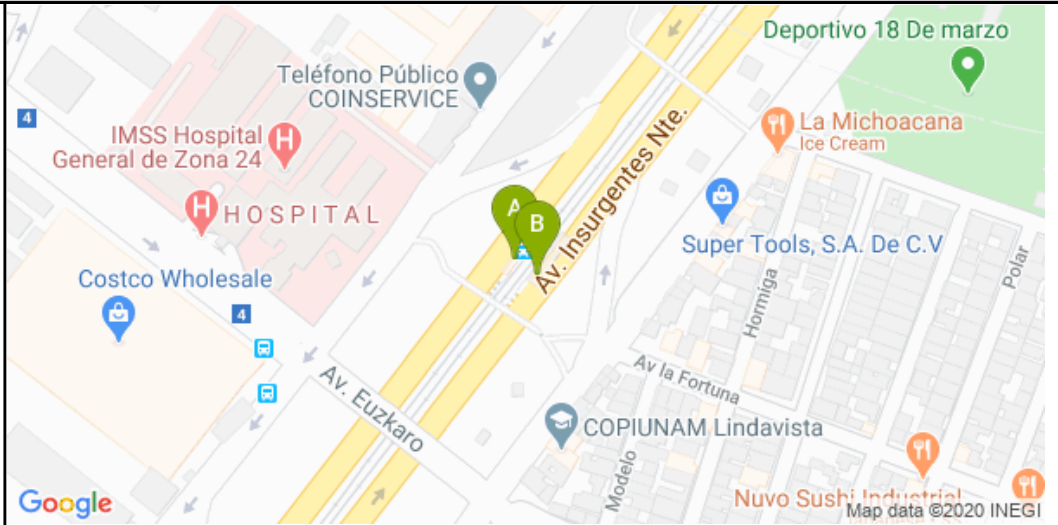 Deportivo 18 De marzo
Teléfono Público
COINSERVICE
4
IMSS Hospital
General de Zona 24
H
La Michoacana
Ice Cream
A
B
H
HOSPITAL
Av. Insurgentes Nte.
Super Tools, S.A. De C.V
Polar
Costco Wholesale
Hormiga
4
Av la Fortuna
Av. Euzkaro
COPIUNAM Lindavista
Modelo
Nuvo Sushi Industrial
Google
Map data ©2020 INEGI